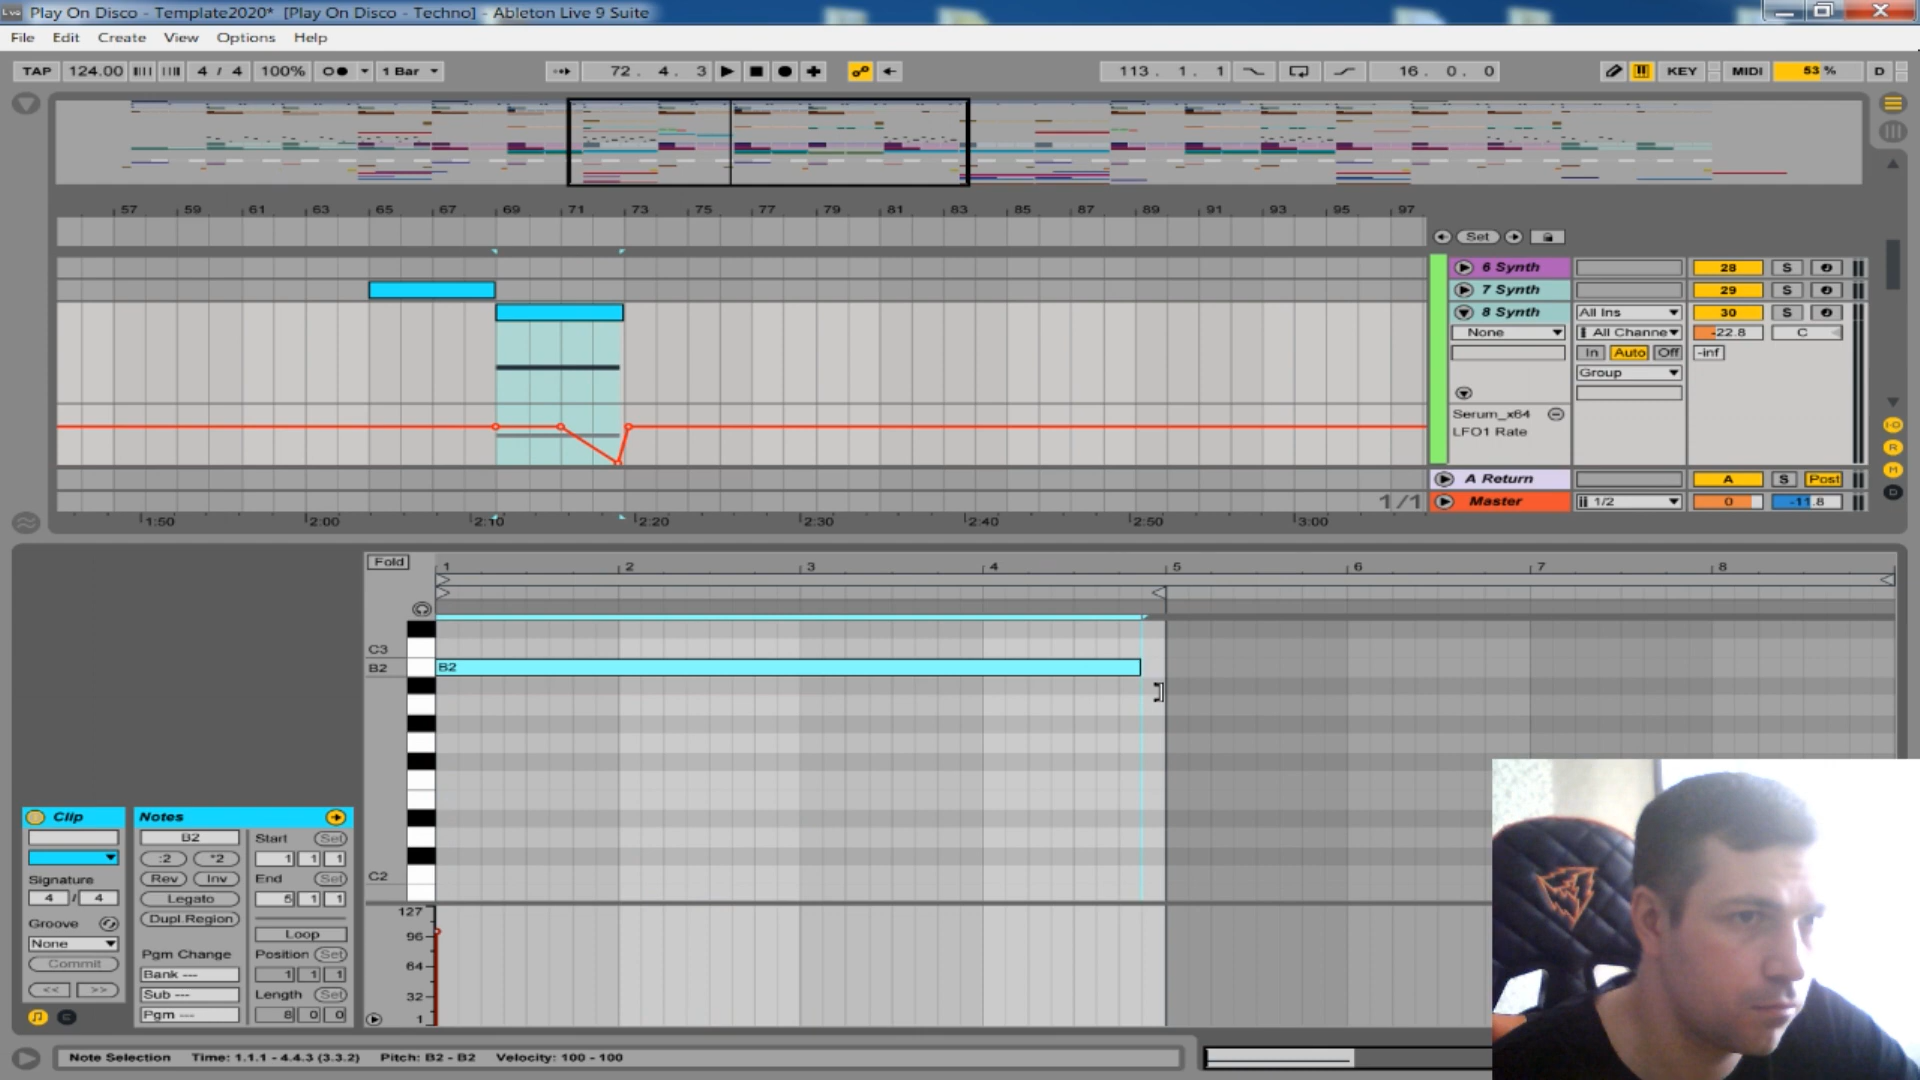 Play On Disco - Template2020* [Play On Disco - Techno] - Ableton Live 9 Suite
File Edit Create View Options Help
TAP 124.00 4 / 4 100% 1 Bar 72. 4. 3 113. 1. 1 16. 0. 0 KEY MIDI 53 % D
57 59 61 63 65 67 69 71 73 75 77 79 81 83 85 87 89 91 93 95 97
Set
6 Synth 28 S
7 Synth 29 S
8 Synth All Ins 30 S
None All Channe -22.8 C
In Auto Off -inf
Group
Serum_x64
LFO1 Rate
A Return A S Post
1/1 Master 1/2 0 -11.8
1:50 2:00 2:10 2:20 2:30 2:40 2:50 3:00
Fold 1 2 3 4 5 6 7 8
C3
B2 B2
C2
127
96
64
32
1
Clip
Signature
4 / 4
Groove
None
Commit
<< >>
Notes
B2 Start Set
:2 *2 1 1 1
Rev Inv End Set
Legato 5 1 1
Dupl.Region
Loop
Pgm Change Position Set
Bank --- 1 1 1
Sub --- Length Set
Pgm --- 8 0 0
Note Selection Time: 1.1.1 - 4.4.3 (3.3.2) Pitch: B2 - B2 Velocity: 100 - 100